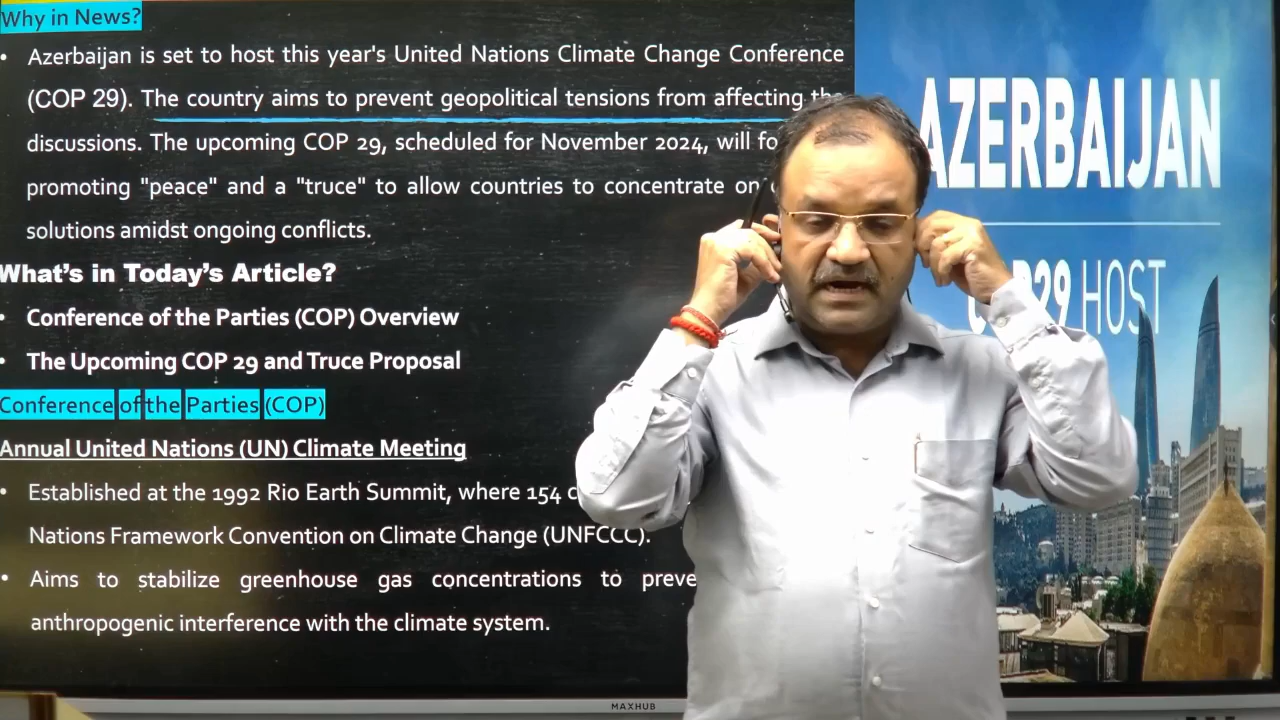 Why in News?
• Azerbaijan is set to host this year's United Nations Climate Change Conference
(COP 29). The country aims to prevent geopolitical tensions from affecting the
discussions. The upcoming COP 29, scheduled for November 2024, will
promoting "peace" and a "truce" to allow countries to concentrate on
solutions amidst ongoing conflicts.
What's in Today's Article?
• Conference of the Parties (COP) Overview
• The Upcoming COP 29 and Truce Proposal
Conference of the Parties (COP)
Annual United Nations (UN) Climate Meeting
• Established at the 1992 Rio Earth Summit, where 154
Nations Framework Convention on Climate Change (UNFCCC).
• Aims to stabilize greenhouse gas concentrations to
anthropogenic interference with the climate system.
AZERBAIJAN
HOST
MAXHUB